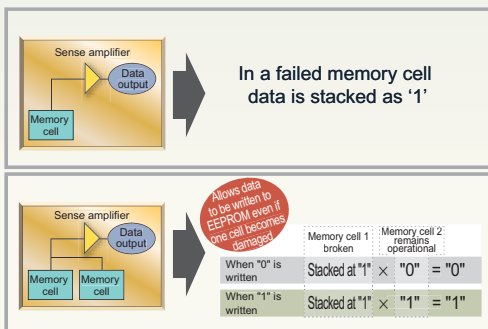 Sense amplifier
Data
output
Memory
cell
In a failed memory cell
data is stacked as ‘1’
Sense amplifier
Data
output
Memory
cell
Memory
cell
Allows data
to be written to
EEPROM even if
one cell becomes
damaged
Memory cell 1
broken
Memory cell 2
remains
operational
When "0" is
written
Stacked at "1" × "0" = "0"
When "1" is
written
Stacked at "1" × "1" = "1"